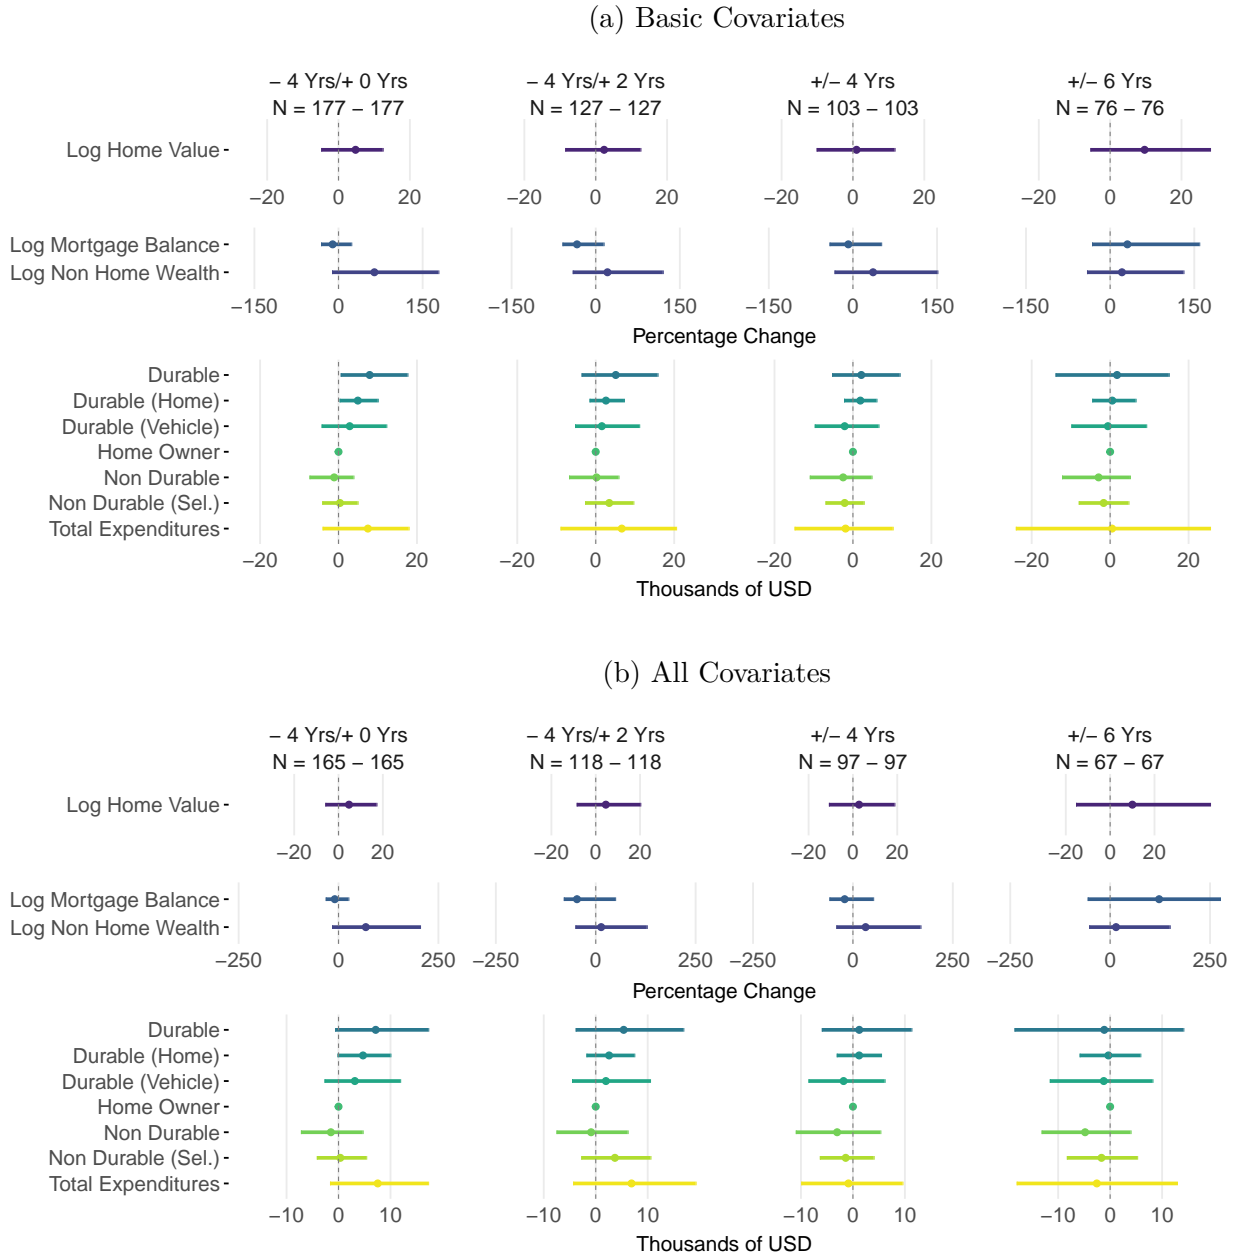 (a) Basic Covariates
− 4 Yrs/+ 0 Yrs − 4 Yrs/+ 2 Yrs +/− 4 Yrs +/− 6 Yrs
N = 177 − 177 N = 127 − 127 N = 103 − 103 N = 76 − 76
Log Home Value
−20 0 20 −20 0 20 −20 0 20 −20 0 20
Log Mortgage Balance
Log Non Home Wealth
−150 0 150 −150 0 150 −150 0 150 −150 0 150
Percentage Change
Durable
Durable (Home)
Durable (Vehicle)
Home Owner
Non Durable
Non Durable (Sel.)
Total Expenditures
−20 0 20 −20 0 20 −20 0 20 −20 0 20
Thousands of USD
(b) All Covariates
− 4 Yrs/+ 0 Yrs − 4 Yrs/+ 2 Yrs +/− 4 Yrs +/− 6 Yrs
N = 165 − 165 N = 118 − 118 N = 97 − 97 N = 67 − 67
Log Home Value
−20 0 20 −20 0 20 −20 0 20 −20 0 20
Log Mortgage Balance
Log Non Home Wealth
−250 0 250 −250 0 250 −250 0 250 −250 0 250
Percentage Change
Durable
Durable (Home)
Durable (Vehicle)
Home Owner
Non Durable
Non Durable (Sel.)
Total Expenditures
−10 0 10 −10 0 10 −10 0 10 −10 0 10
Thousands of USD